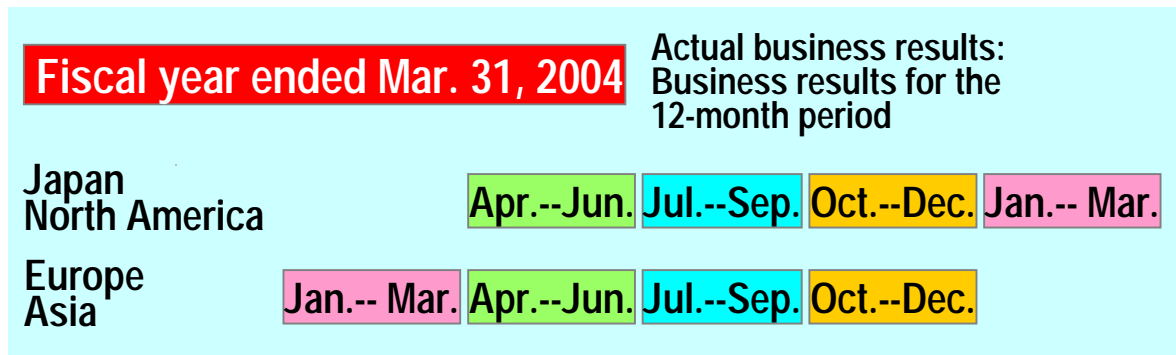 Fiscal year ended Mar. 31, 2004
Actual business results:
Business results for the
12-month period
Japan
North America
Apr.--Jun. Jul.--Sep. Oct.--Dec. Jan.-- Mar.
Europe
Asia
Jan.-- Mar. Apr.--Jun. Jul.--Sep. Oct.--Dec.